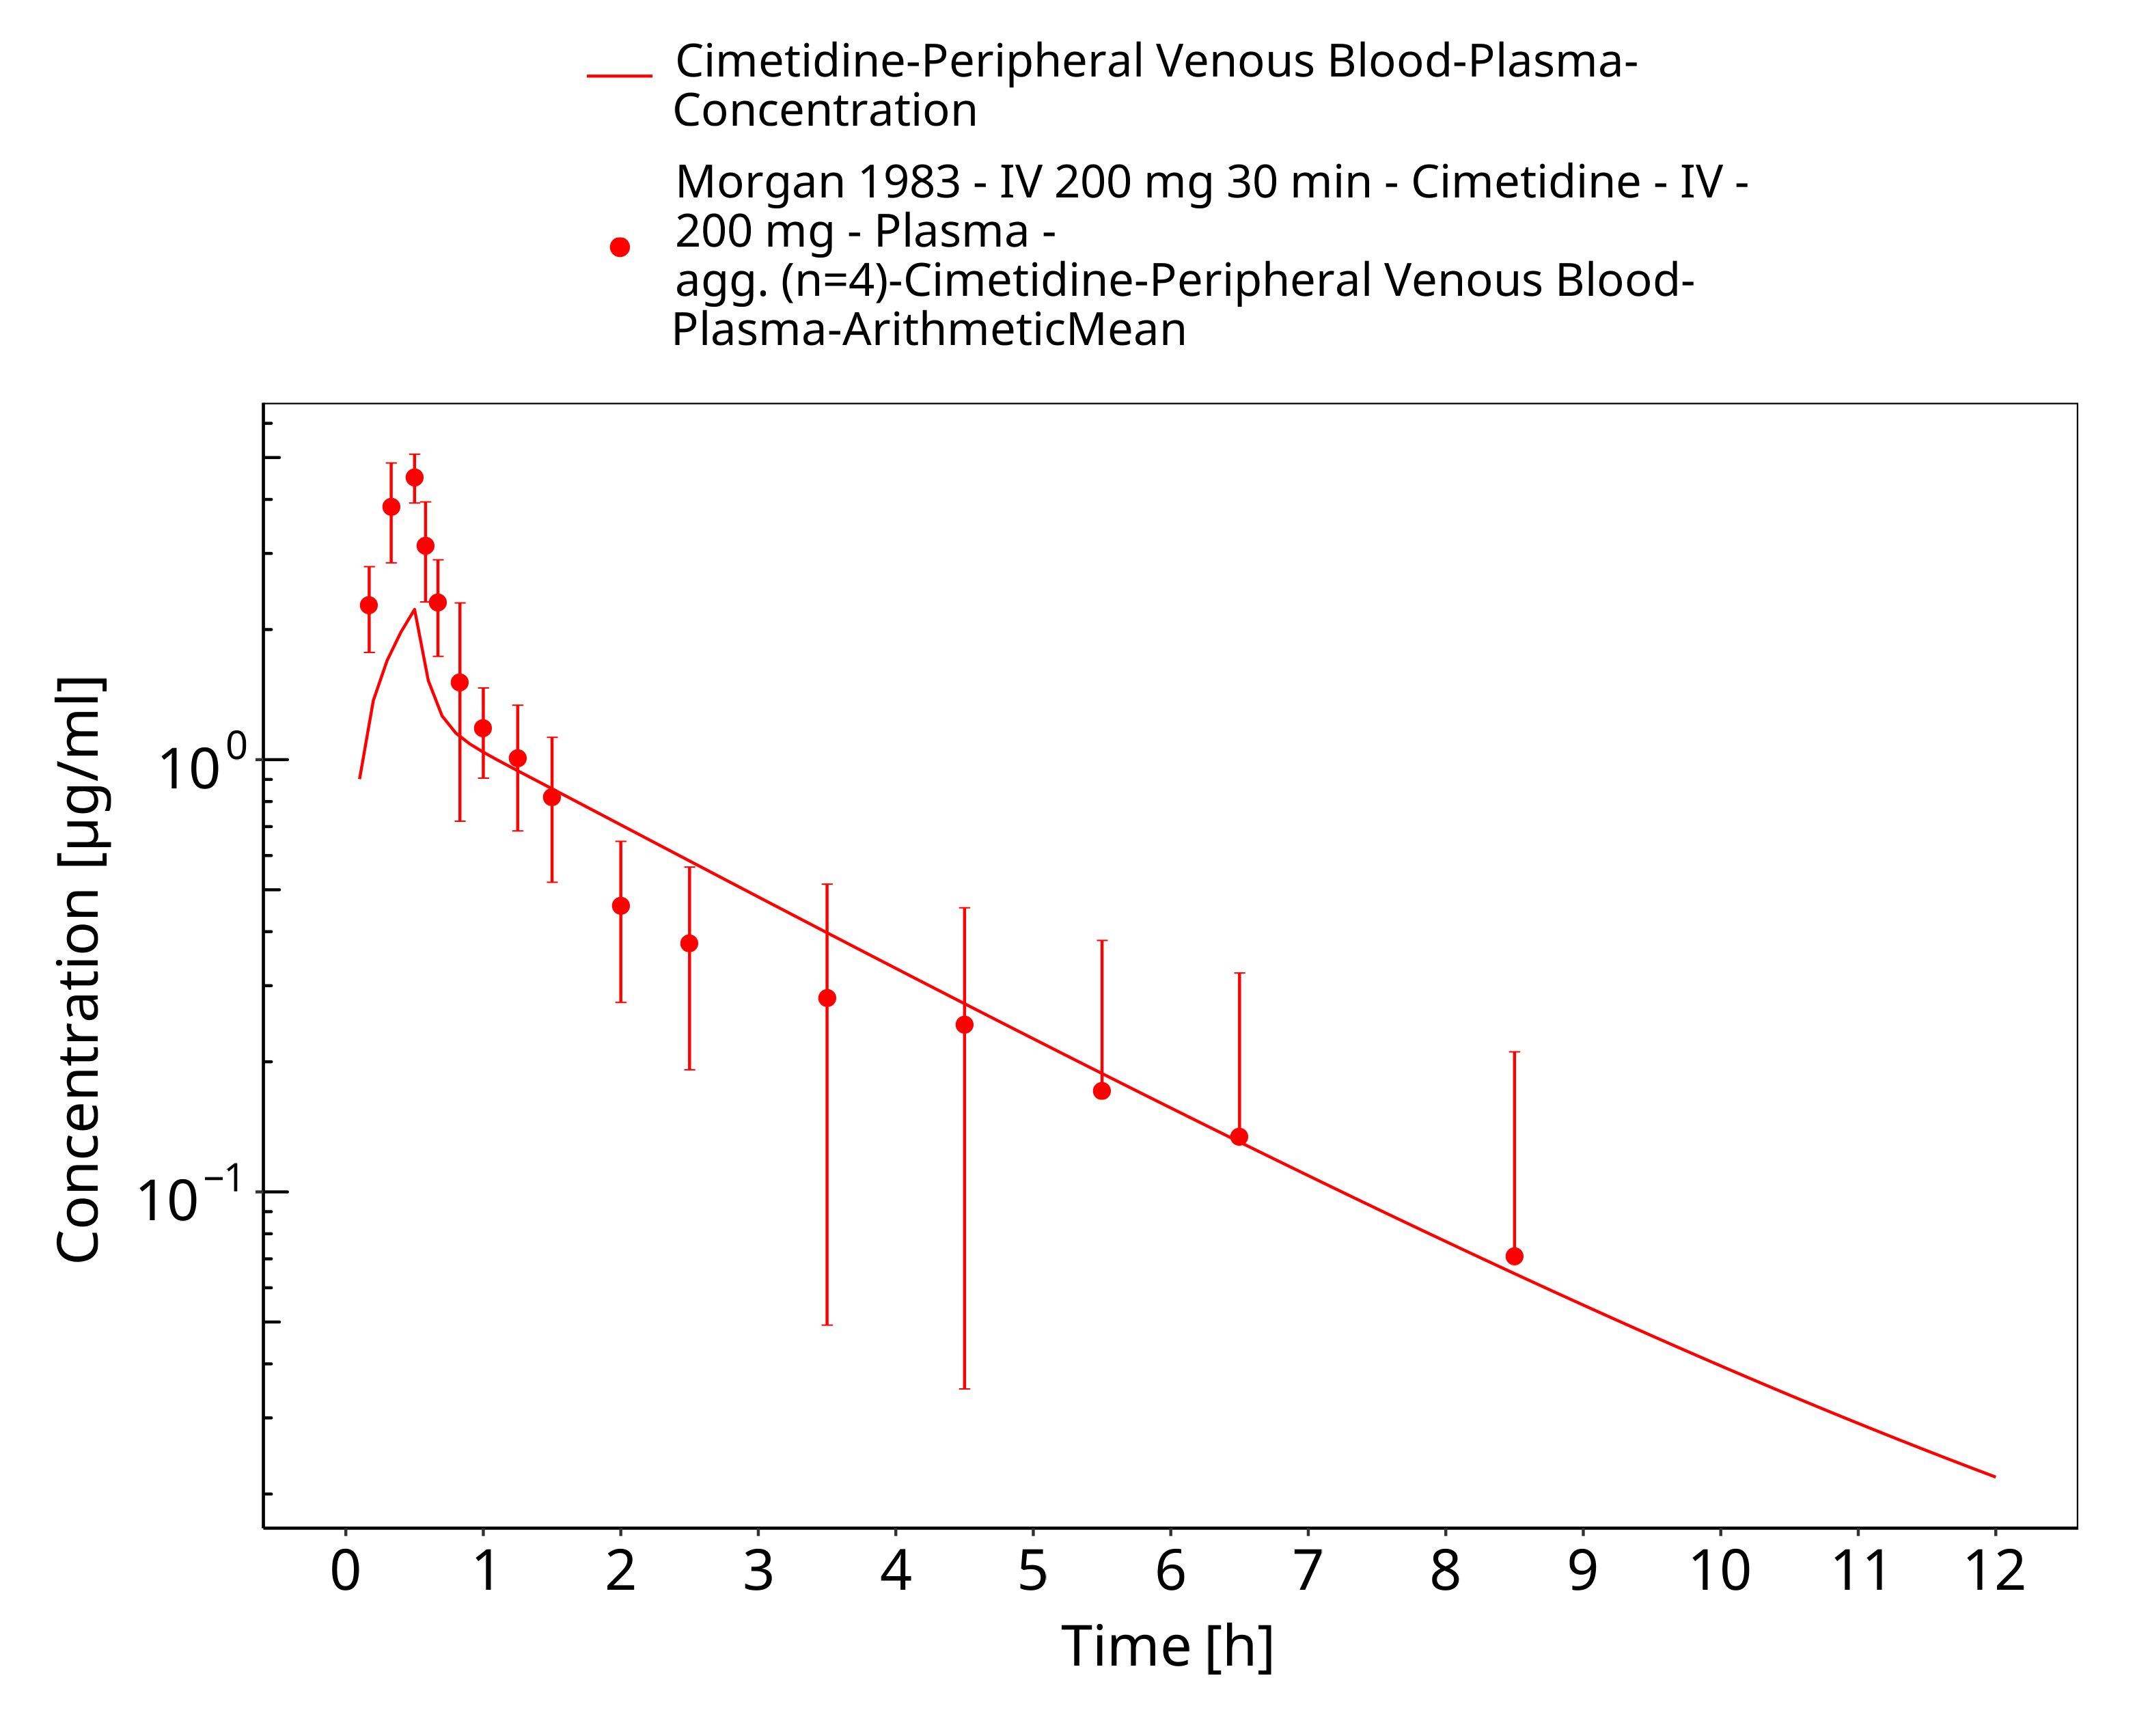 Cimetidine-Peripheral Venous Blood-Plasma-
Concentration
Morgan 1983 - IV 200 mg 30 min - Cimetidine - IV -
200 mg - Plasma -
agg. (n=4)-Cimetidine-Peripheral Venous Blood-
Plasma-ArithmeticMean
Concentration [µg/ml]
10⁰
10⁻¹
0 1 2 3 4 5 6 7 8 9 10 11 12
Time [h]